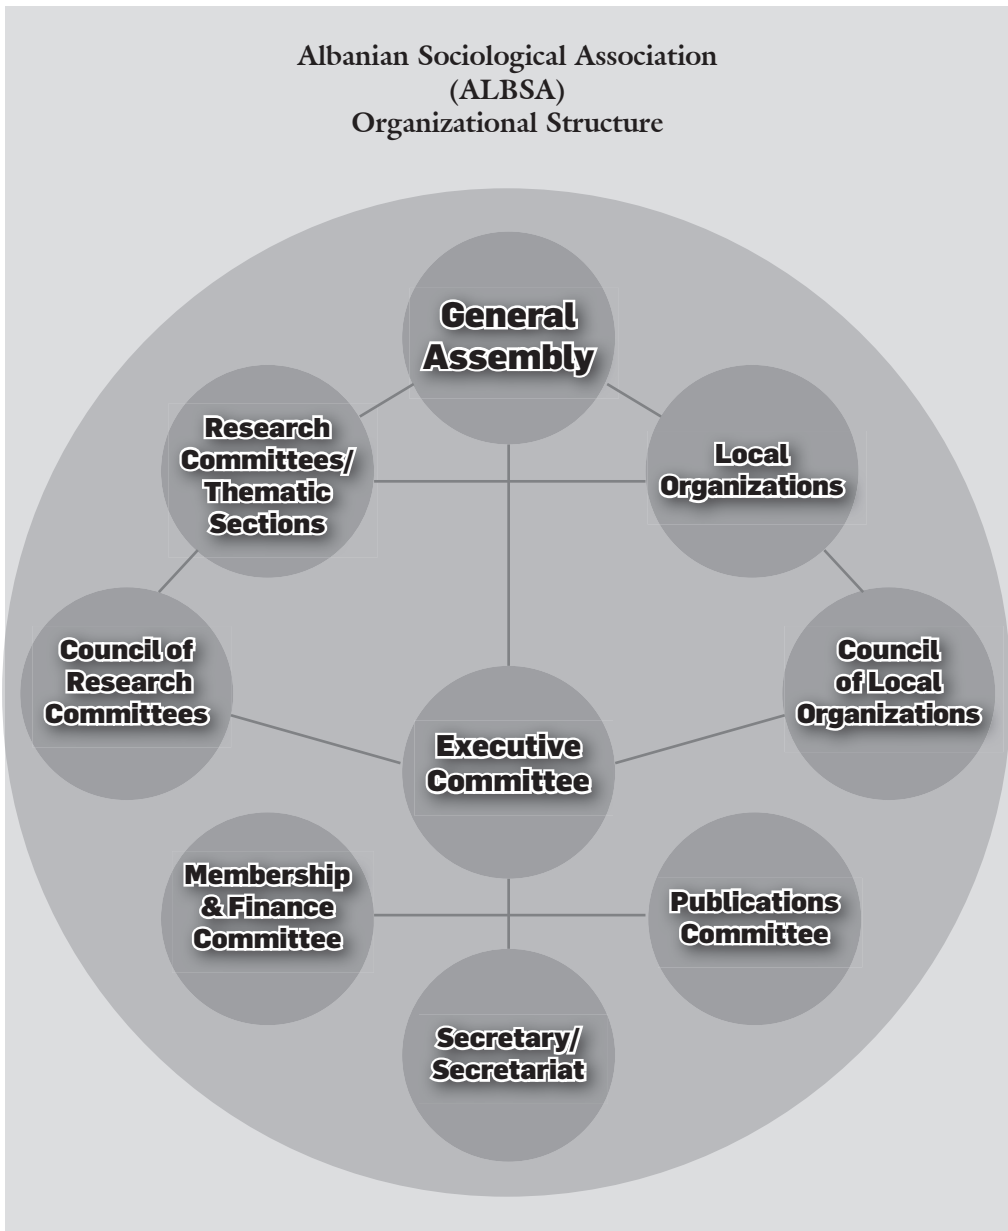 Albanian Sociological Association
(ALBSA)
Organizational Structure
General
Assembly
Research
Committees/
Thematic
Sections
Local
Organizations
Council of
Research
Committees
Council
of Local
Organizations
Executive
Committee
Membership
& Finance
Committee
Publications
Committee
Secretary/
Secretariat